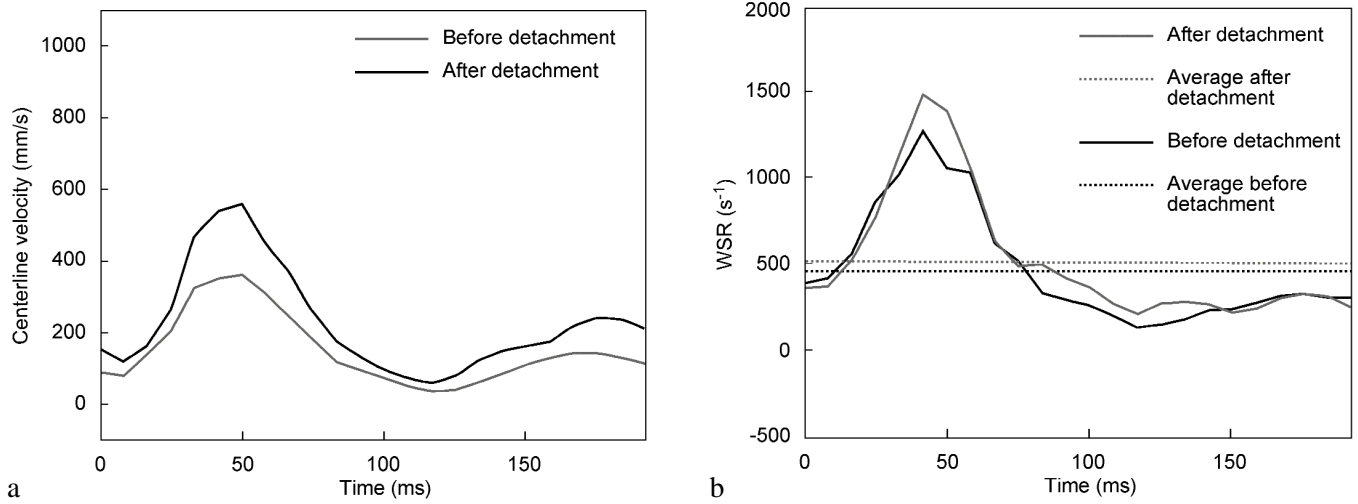 1000
800
600
400
200
0
Centerline velocity (mm/s)
Before detachment
After detachment
0
50
100
150
Time (ms)
a
2000
1500
1000
500
0
-500
WSR (s-1)
After detachment
Average after
detachment
Before detachment
Average before
detachment
0
50
100
150
Time (ms)
b